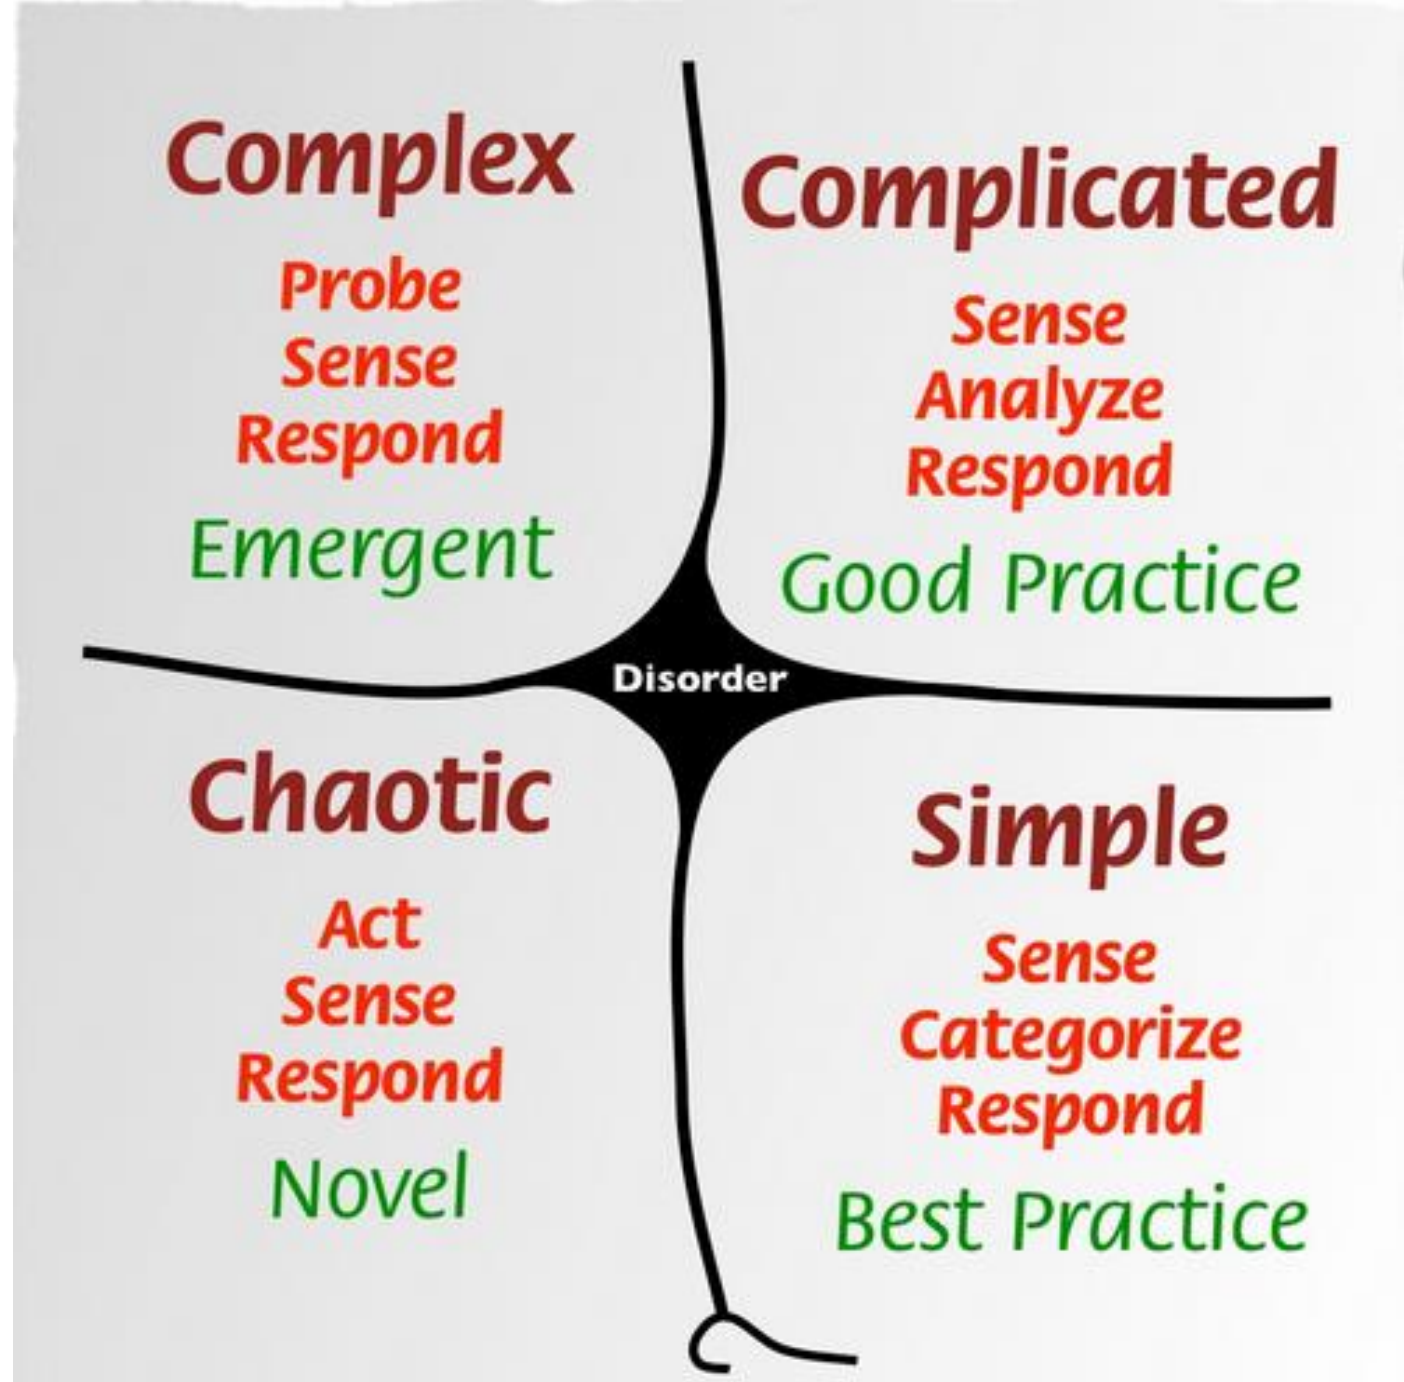 Complex
Probe
Sense
Respond
Emergent
Complicated
Sense
Analyze
Respond
Good Practice
Disorder
Chaotic
Act
Sense
Respond
Novel
Simple
Sense
Categorize
Respond
Best Practice